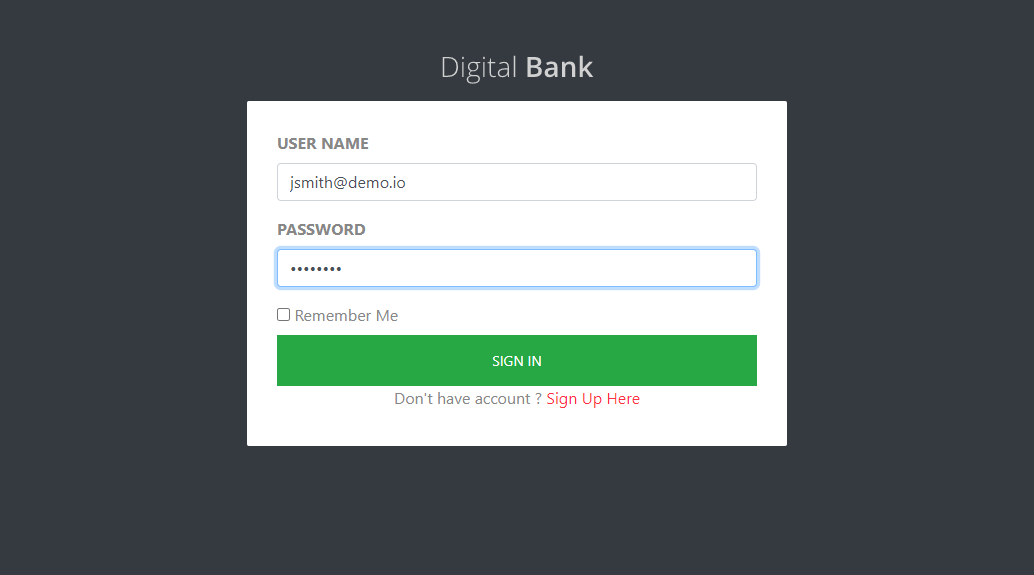 Digital Bank
USER NAME
jsmith@demo.io
PASSWORD
••••••••
Remember Me
SIGN IN
Don't have account ? Sign Up Here